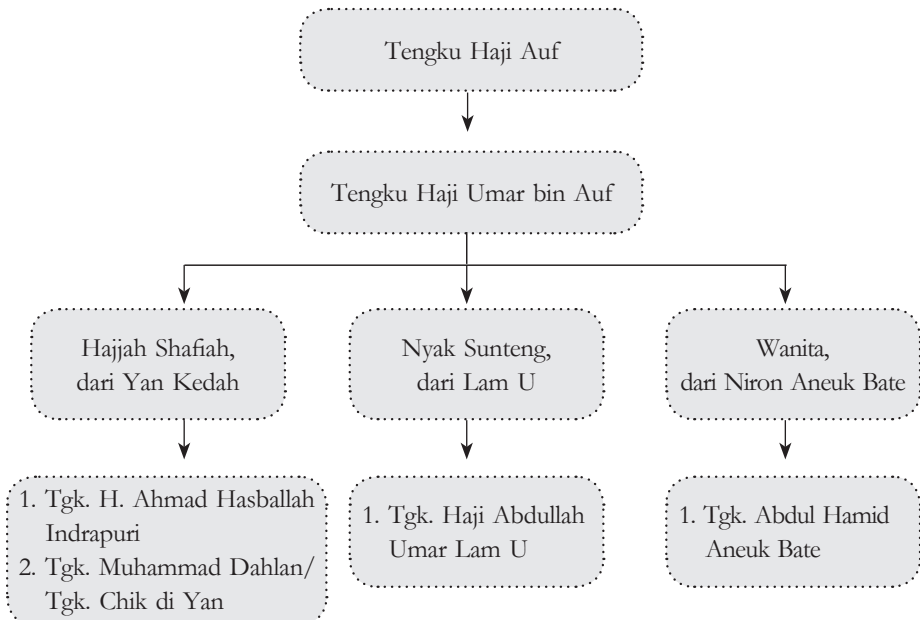 Tengku Haji Auf
Tengku Haji Umar bin Auf
Hajjah Shafiah,
dari Yan Kedah
Nyak Sunteng,
dari Lam U
Wanita,
dari Niron Aneuk Bate
1. Tgk. H. Ahmad Hasballah
Indrapuri
2. Tgk. Muhammad Dahlan/
Tgk. Chik di Yan
1. Tgk. Haji Abdullah
Umar Lam U
1. Tgk. Abdul Hamid
Aneuk Bate